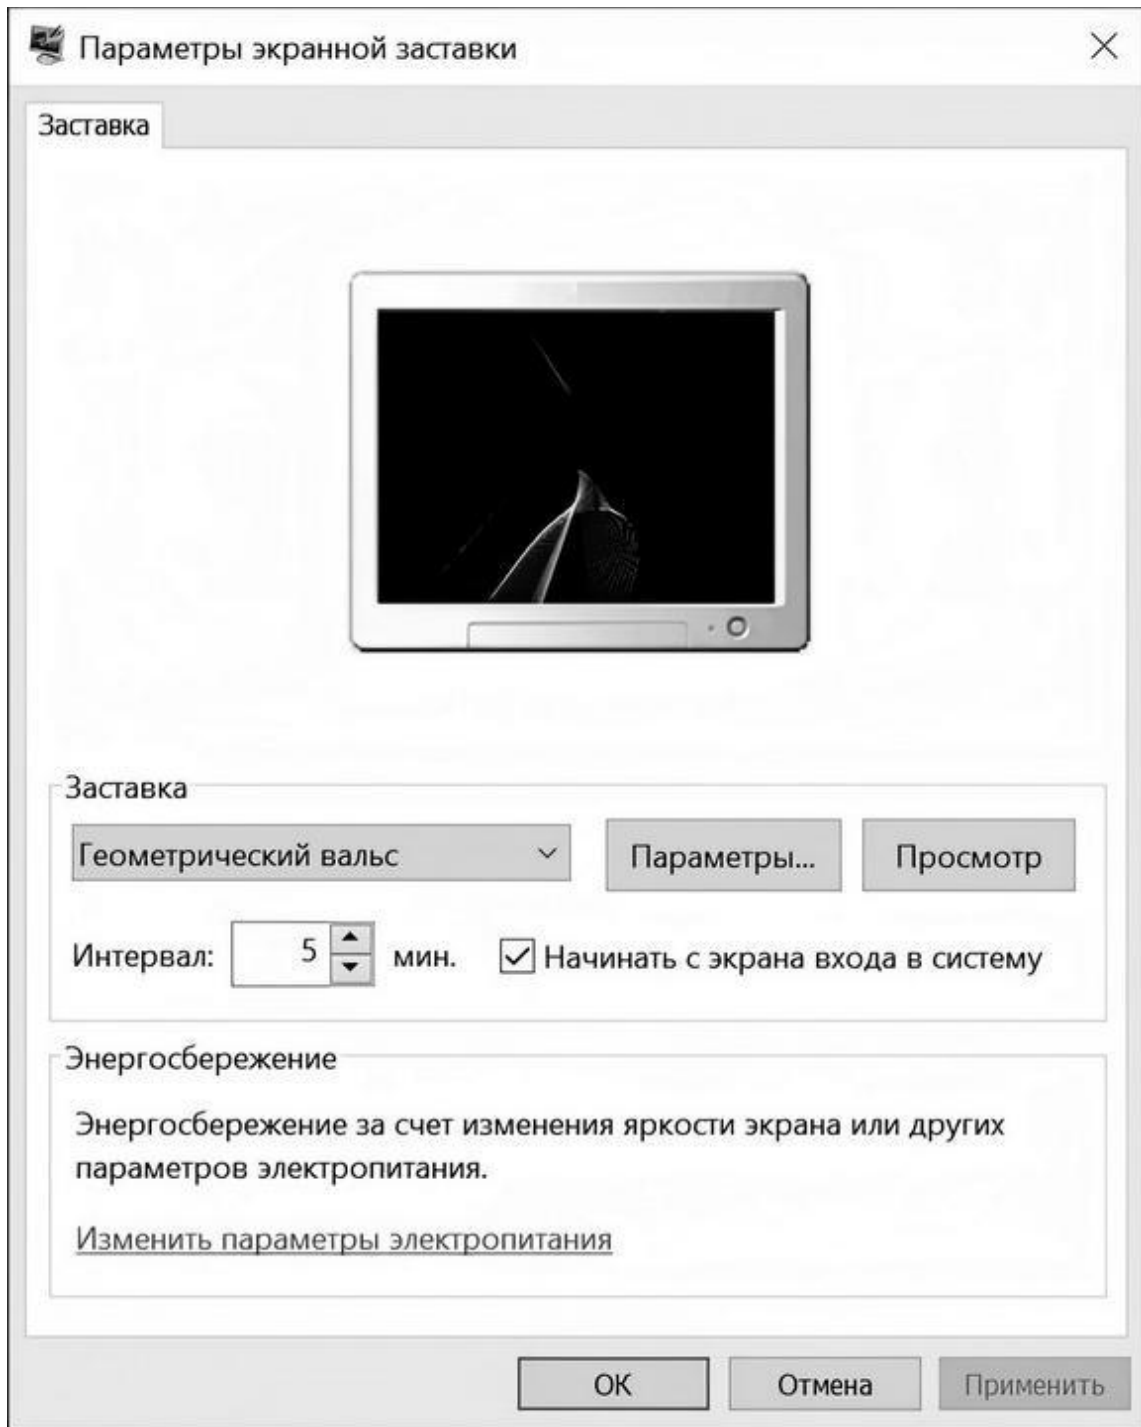 Параметры экранной заставки
Заставка
Заставка
Геометрический вальс
Параметры...
Просмотр
Интервал: 5 мин. Начинать с экрана входа в систему
Энергосбережение
Энергосбережение за счет изменения яркости экрана или других
параметров электропитания.
Изменить параметры электропитания
ОК
Отмена
Применить